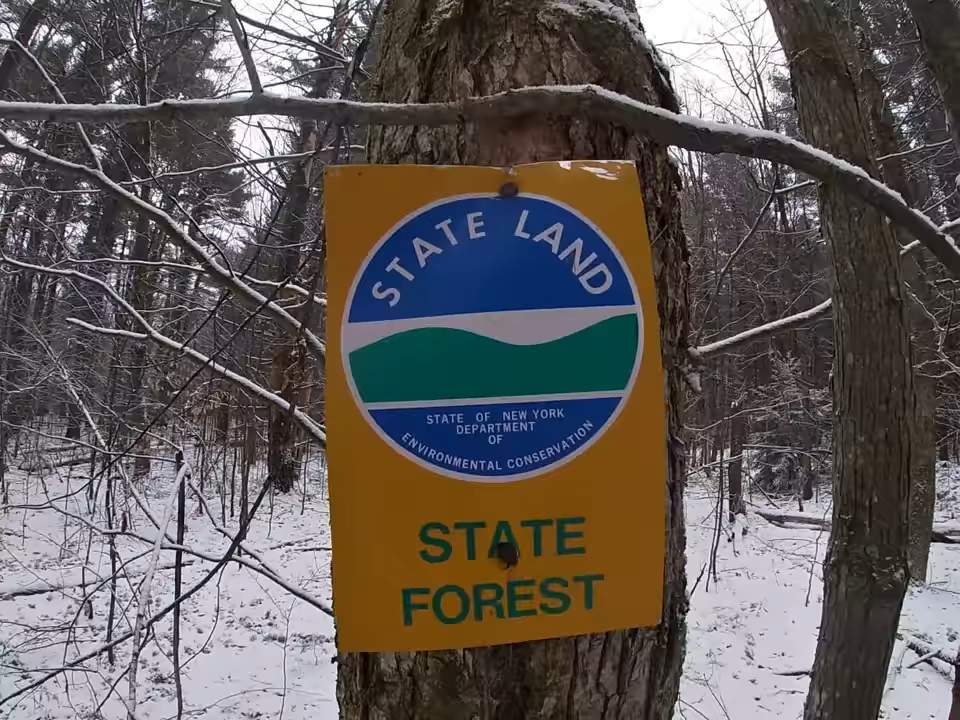 STATE LAND
STATE OF NEW YORK
DEPARTMENT
OF
ENVIRONMENTAL CONSERVATION
STATE
FOREST